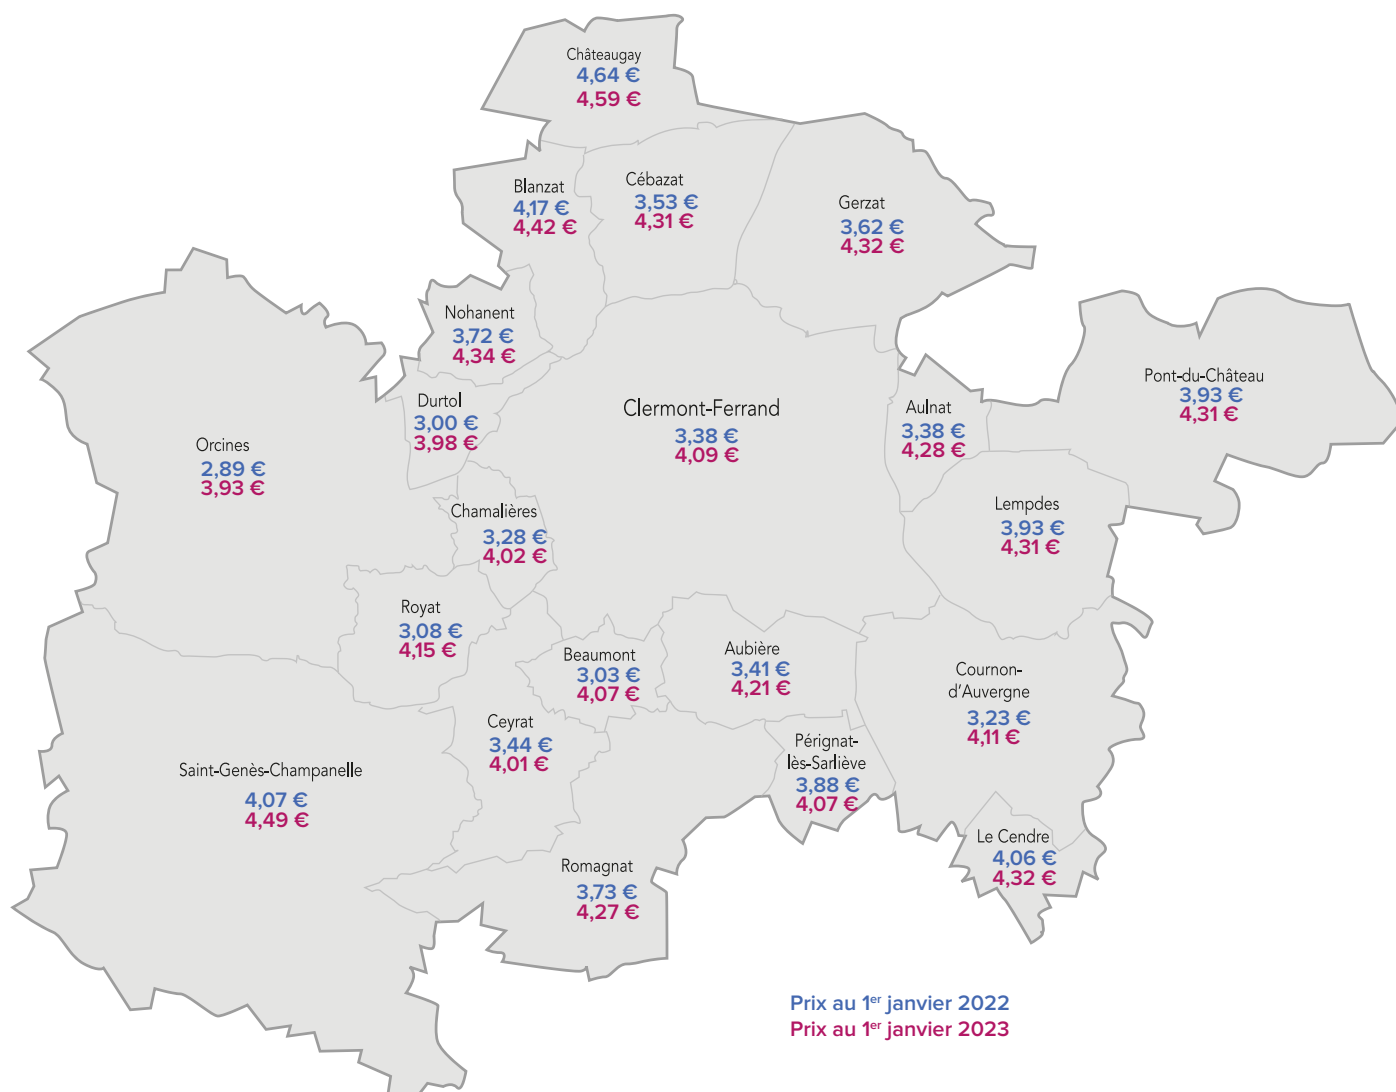 Châteaugay
4,64 €
4,59 €
Blanzat
4,17 €
4,42 €
Cébazat
3,53 €
4,31 €
Gerzat
3,62 €
4,32 €
Nohanent
3,72 €
4,34 €
Durtol
3,00 €
3,98 €
Clermont-Ferrand
3,38 €
4,09 €
Aulnat
3,38 €
4,28 €
Pont-du-Château
3,93 €
4,31 €
Orcines
2,89 €
3,93 €
Chamalières
3,28 €
4,02 €
Lempdes
3,93 €
4,31 €
Royat
3,08 €
4,15 €
Beaumont
3,03 €
4,07 €
Aubière
3,41 €
4,21 €
Cournon-
d'Auvergne
3,23 €
4,11 €
Ceyrat
3,44 €
4,01 €
Pérignat-
lès-Sarliève
3,88 €
4,07 €
Saint-Genès-Champanelle
4,07 €
4,49 €
Le Cendre
4,06 €
4,32 €
Romagnat
3,73 €
4,27 €
Prix au 1er janvier 2022
Prix au 1er janvier 2023